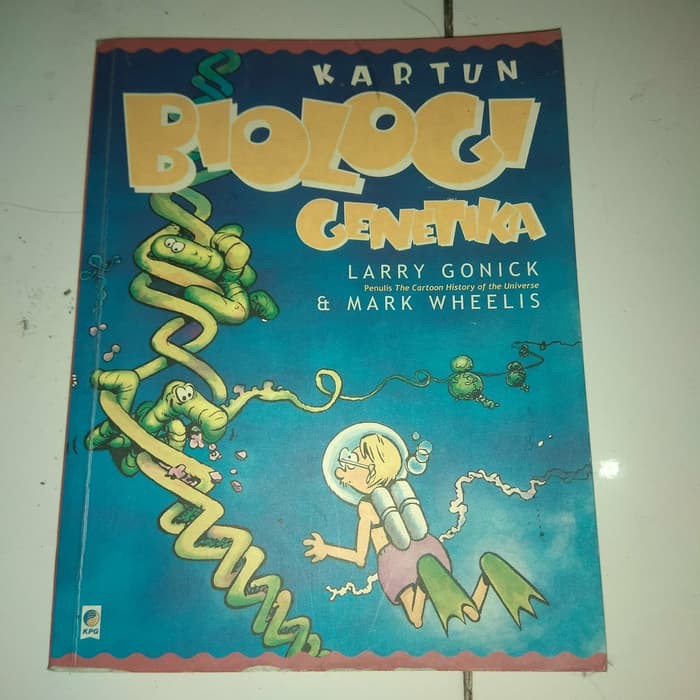 KARTUN
BIOLOGI
GENETIKA
LARRY GONICK
Penulis The Cartoon History of the Universe
& MARK WHEELIS
KPG